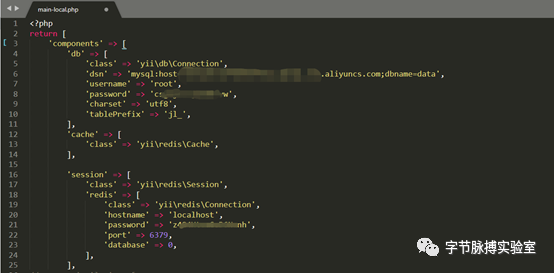 main-local.php
1 <?php
2 return [
3 'components' => [
4 'db' => [
5 'class' => 'yii\db\Connection',
6 'dsn' => 'mysql:host .aliyuncs.com;dbname=data',
7 'username' => 'root',
8 'password' => 'c w',
9 'charset' => 'utf8',
10 'tablePrefix' => 'jl_',
11 ],
12 'cache' => [
13 'class' => 'yii\redis\Cache',
14 ],
15
16 'session' => [
17 'class' => 'yii\redis\Session',
18 'redis' => [
19 'class' => 'yii\redis\Connection',
20 'hostname' => 'localhost',
21 'password' => 'z nh',
22 'port' => 6379,
23 'database' => 0,
24 ],
25 ],
字节脉搏实验室